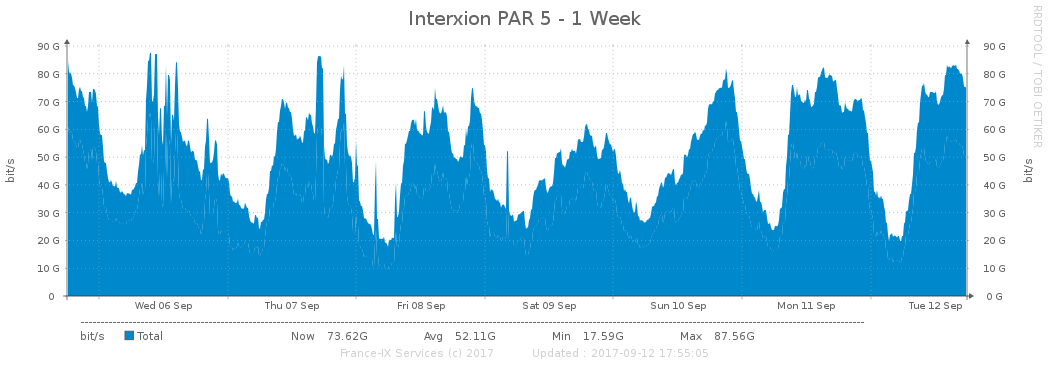 Interxion PAR 5 - 1 Week
RRDTOOL / TOBI OETIKER
bit/s
90 G 90 G
80 G 80 G
70 G 70 G
60 G 60 G
50 G 50 G
40 G 40 G
30 G 30 G
20 G 20 G
10 G 10 G
0 0 G
bit/s
Wed 06 Sep Thu 07 Sep Fri 08 Sep Sat 09 Sep Sun 10 Sep Mon 11 Sep Tue 12 Sep
bit/s Total Now 73.62G Avg 52.11G Min 17.59G Max 87.56G
France-IX Services (c) 2017 Updated : 2017-09-12 17:55:05